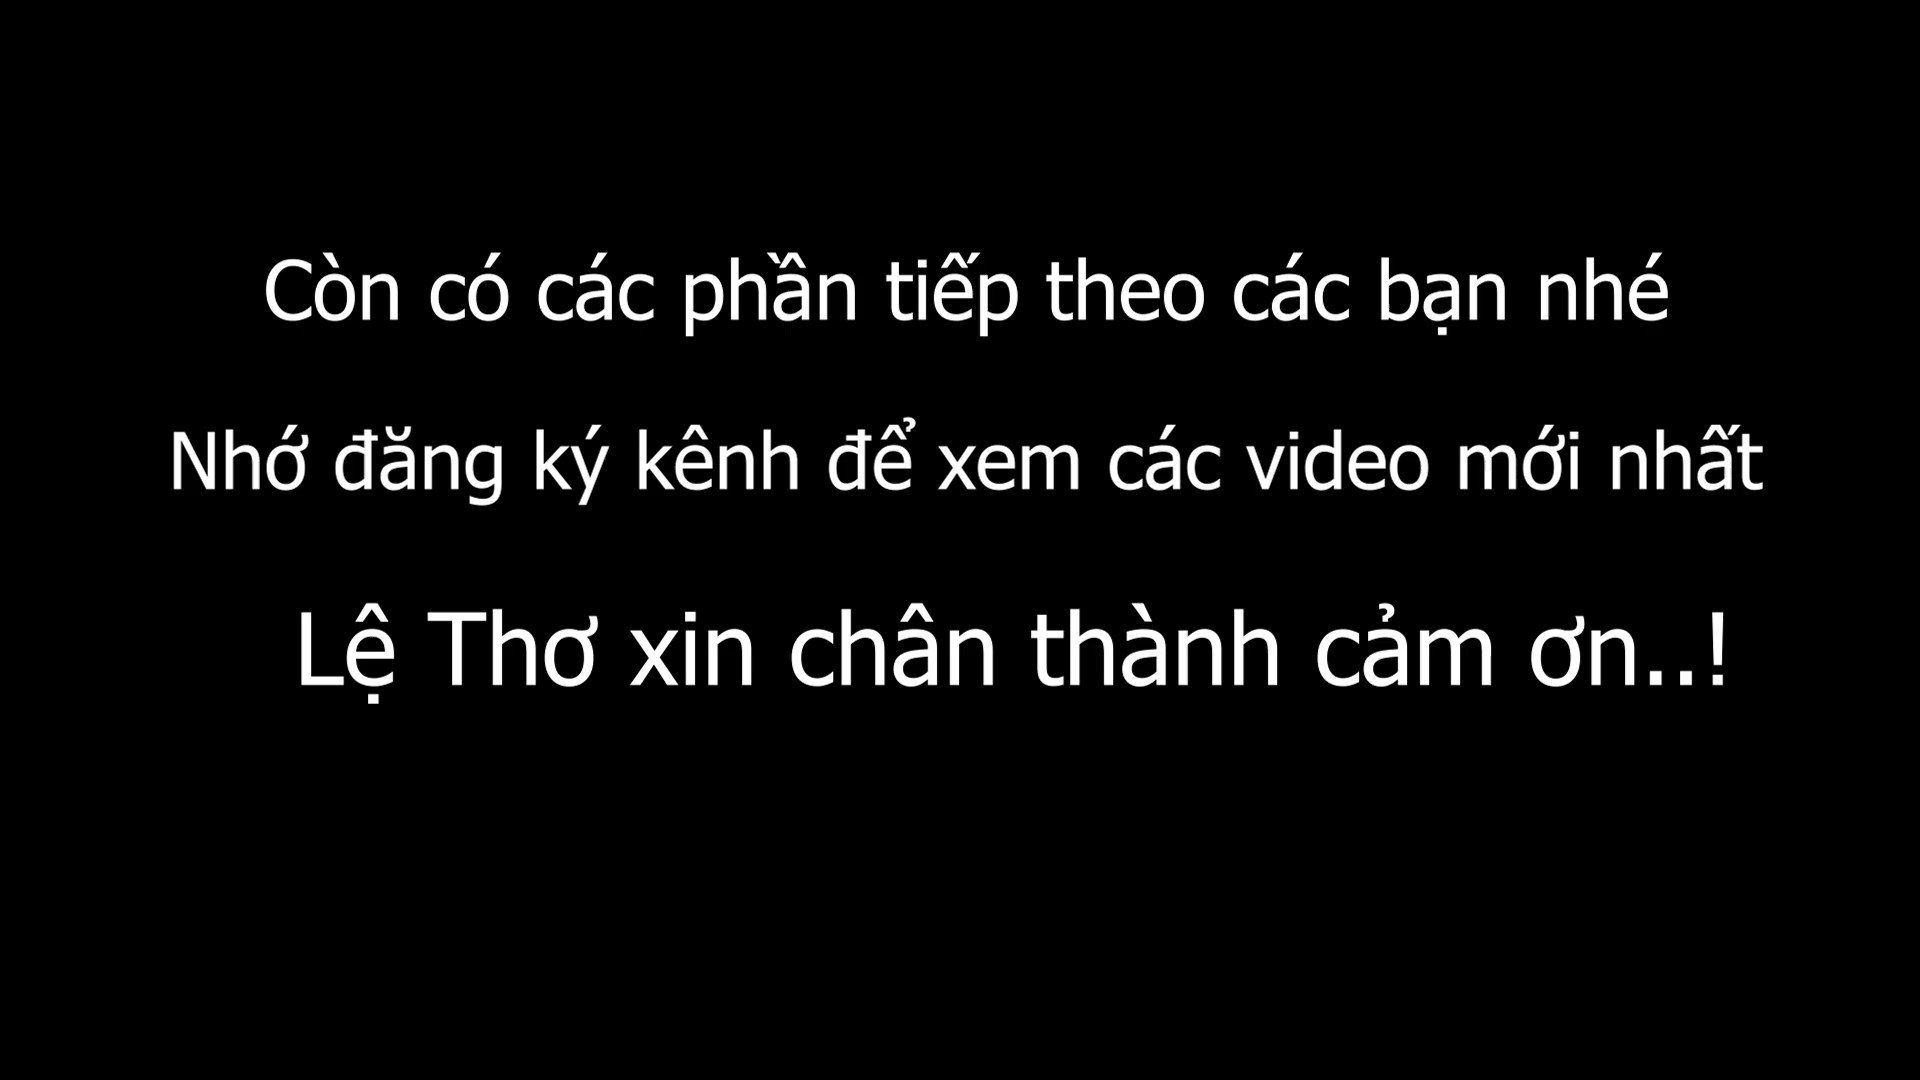 Còn có các phần tiếp theo các bạn nhé
Nhớ đăng ký kênh để xem các video mới nhất
Lệ Thơ xin chân thành cảm ơn..!